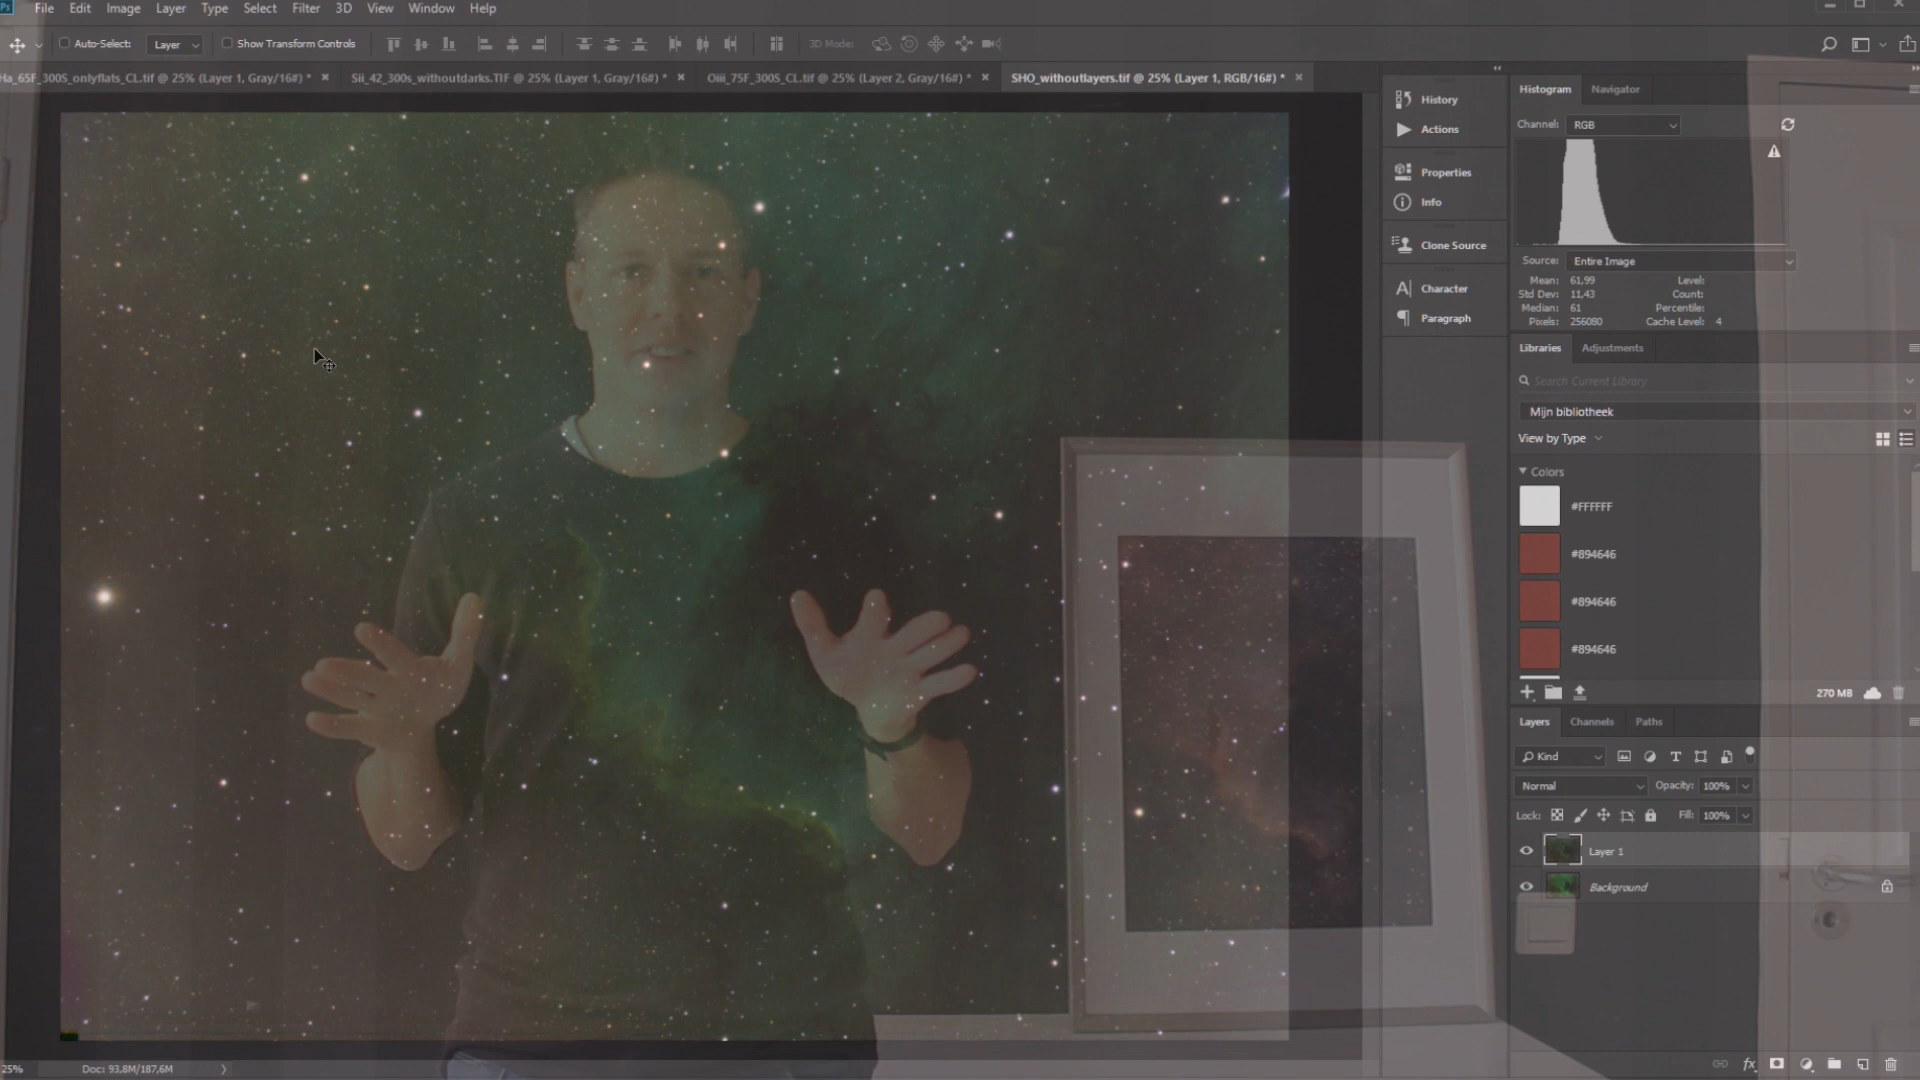 Ps File Edit Image Layer Type Select Filter 3D View Window Help
Auto-Select: Layer Show Transform Controls 3D Mode:
Ha_65F_300S_onlyflats_CL.tif @ 25% (Layer 1, Gray/16#) * Sii_42_300s_withoutdarks.TIF @ 25% (Layer 1, Gray/16#) * Oiii_75F_300S_CL.tif @ 25% (Layer 2, Gray/16#) * SHO_withoutlayers.tif @ 25% (Layer 1, RGB/16#) *
History
Actions
Properties
Info
Clone Source
Character
Paragraph
Histogram Navigator
Channel: RGB
Source: Entire Image
Mean: 61,99 Level:
Std Dev: 11,43 Count:
Median: 61 Percentile:
Pixels: 256080 Cache Level: 4
Libraries Adjustments
Search Current Library
Mijn bibliotheek
View by Type
Colors
#FFFFFF
#894646
#894646
#894646
270 MB
Layers Channels Paths
Kind
Normal Opacity: 100%
Lock: Fill: 100%
Layer 1
Background
25% Doc: 93,8M/187,6M